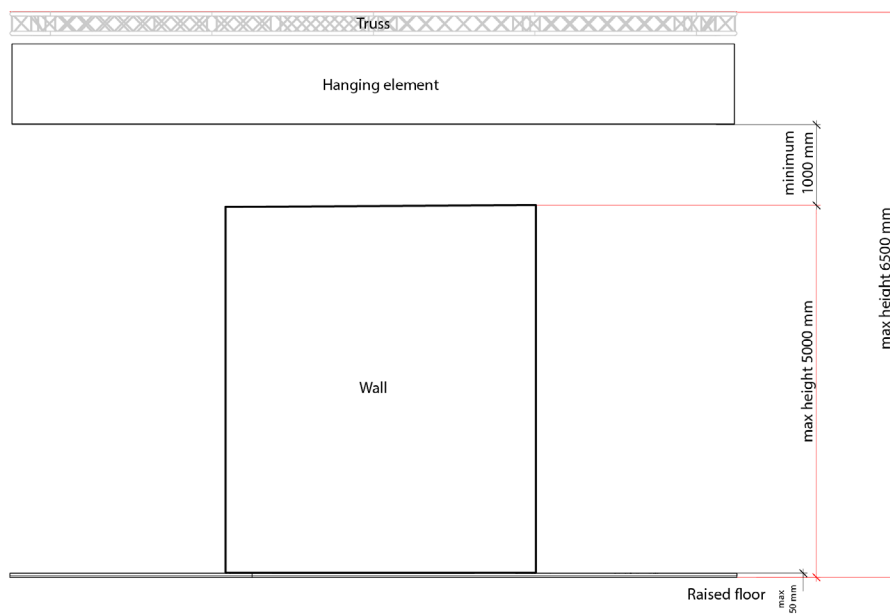 Truss
Hanging element
minimum
1000 mm
max height 6500 mm
max height 5000 mm
Wall
Raised floor
max
50 mm